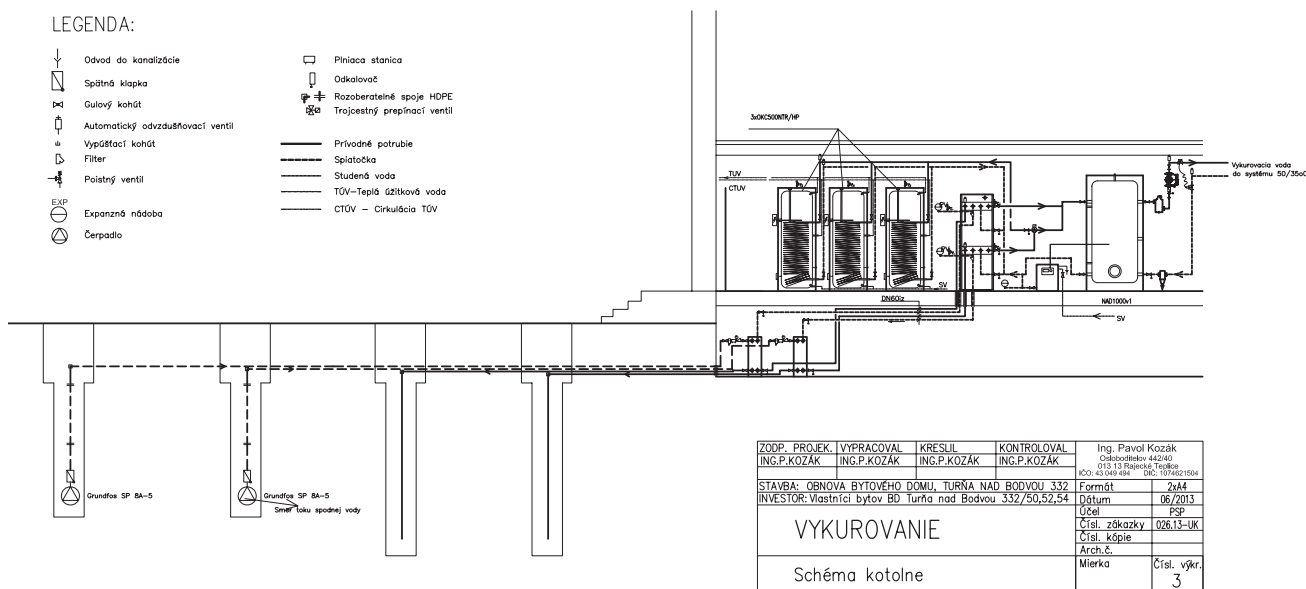 LEGENDA:
Odvod do kanalizácie
Spätná klapka
Gulový kohút
Automatický odvzdušňovací ventil
Vypúšťací kohút
Filter
Poistný ventil
EXP
Expanzná nádoba
Čerpadlo
Plniaca stanica
Odkalovač
Rozoberatelné spoje HDPE
Trojcestný prepínací ventil
Prívodné potrubie
Spiatočka
Studená voda
TÚV-Teplá úžitková voda
CTÚV - Cirkulácia TÚV
3xOKC500NTR/HP
TUV
CTUV
Vykurovacia voda
do systému 50/35oC
SV
DN60iz
NAD1000v1
SV
Grundfos SP 8A-5
Grundfos SP 8A-5
Smer toku spodnej vody
ZODP. PROJEK. VYPRACOVAL KRESLIL KONTROLOVAL
ING.P.KOZÁK ING.P.KOZÁK ING.P.KOZÁK ING.P.KOZÁK
Ing. Pavol Kozák
Osloboditelov 442/40
013 13 Rajecké Teplice
IČO: 43 049 494 DIČ: 1074621504
STAVBA: OBNOVA BYTOVÉHO DOMU, TURŇA NAD BODVOU 332
INVESTOR: Vlastníci bytov BD Turňa nad Bodvou 332/50,52,54
Formát 2xA4
Dátum 06/2013
Účel PSP
Čísl. zákazky 026.13-UK
Čísl. kópie
Arch.č.
Mierka Čísl. výkr.
3
VYKUROVANIE
Schéma kotolne